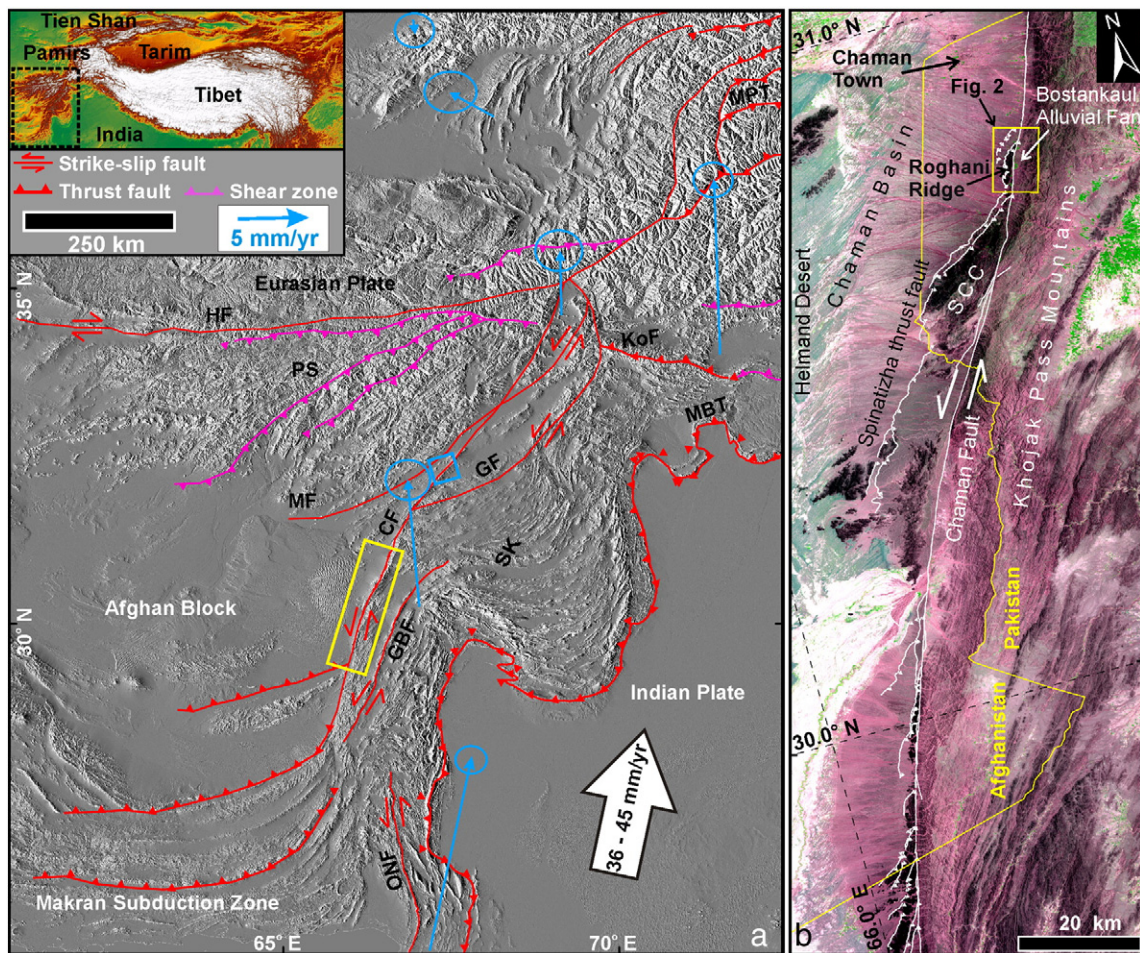 Tien Shan
Pamirs
Tarim
Tibet
India
Strike-slip fault
Thrust fault
Shear zone
250 km
5 mm/yr
MPT
35° N
Eurasian Plate
HF
PS
KoF
MBT
GF
MF
CF
SK
Afghan Block
30° N
GBF
Indian Plate
36 - 45 mm/yr
ONF
Makran Subduction Zone
65° E
70° E
a
31.0° N
N
Chaman
Town
Fig. 2
Bostankaul
Alluvial Fan
Roghani
Ridge
Chaman Basin
Helmand Desert
Spinatizha thrust fault
SCC
Khojak Pass Mountains
Chaman Fault
Pakistan
Afghanistan
30.0° N
66.0° E
20 km
b